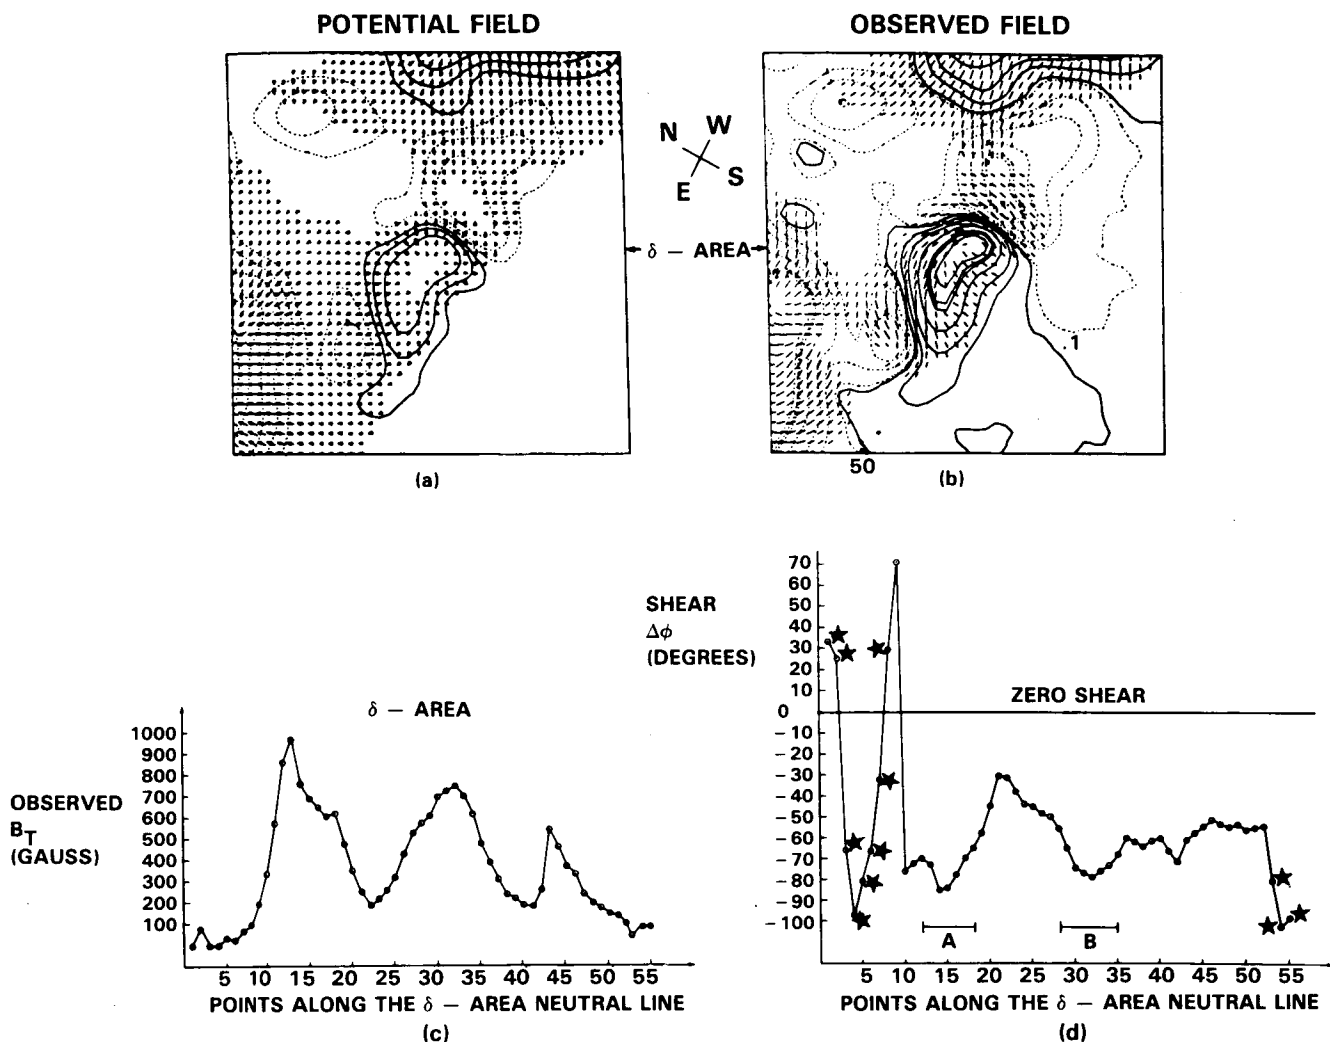 POTENTIAL FIELD
OBSERVED FIELD
N W
E S
δ – AREA
.1
50
(a)
(b)
δ – AREA
1000
900
800
700
600
500
400
300
200
100
OBSERVED
B_T
(GAUSS)
5 10 15 20 25 30 35 40 45 50 55
POINTS ALONG THE δ – AREA NEUTRAL LINE
(c)
SHEAR
Δϕ
(DEGREES)
70
60
50
40
30
20
10
0
–10
–20
–30
–40
–50
–60
–70
–80
–90
–100
ZERO SHEAR
A
B
5 10 15 20 25 30 35 40 45 50 55
POINTS ALONG THE δ – AREA NEUTRAL LINE
(d)